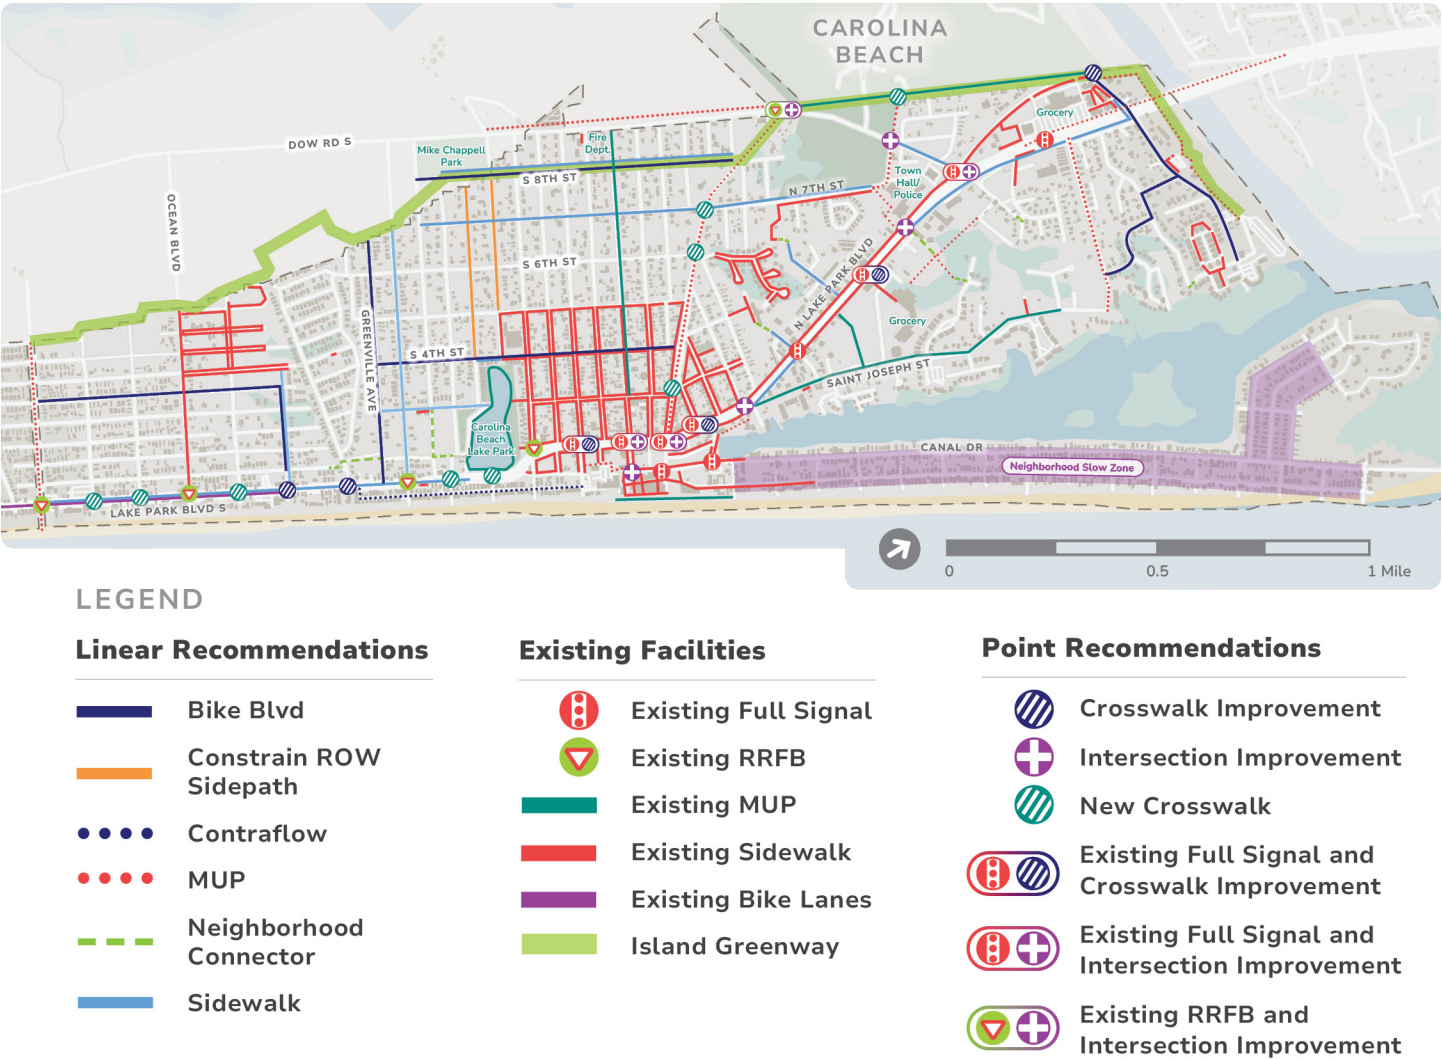 CAROLINA
BEACH
DOW RD S
Mike Chappell
Park
Fire
Dept.
Grocery
S 8TH ST
N 7TH ST
Town
Hall/
Police
OCEAN BLVD
S 6TH ST
N LAKE PARK BLVD
GREENVILLE AVE
Grocery
S 4TH ST
SAINT JOSEPH ST
Carolina
Beach
Lake Park
CANAL DR
Neighborhood Slow Zone
LAKE PARK BLVD S
0
0.5
1 Mile
LEGEND
Linear Recommendations
Bike Blvd
Constrain ROW
Sidepath
Contraflow
MUP
Neighborhood
Connector
Sidewalk
Existing Facilities
Existing Full Signal
Existing RRFB
Existing MUP
Existing Sidewalk
Existing Bike Lanes
Island Greenway
Point Recommendations
Crosswalk Improvement
Intersection Improvement
New Crosswalk
Existing Full Signal and
Crosswalk Improvement
Existing Full Signal and
Intersection Improvement
Existing RRFB and
Intersection Improvement